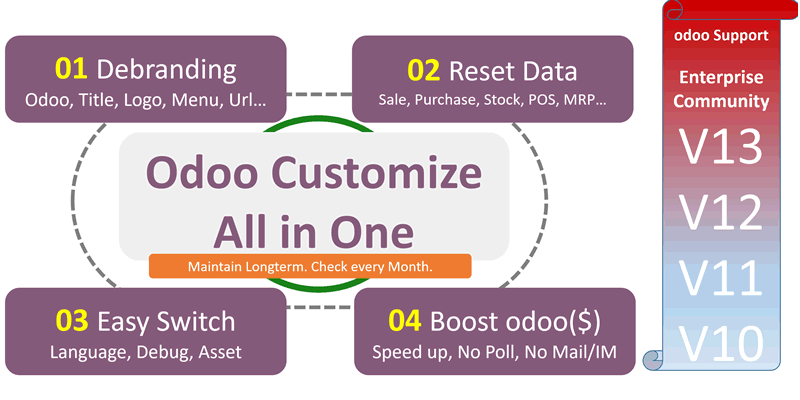 01 Debranding
Odoo, Title, Logo, Menu, Url...
02 Reset Data
Sale, Purchase, Stock, POS, MRP...
Odoo Customize
All in One
Maintain Longterm. Check every Month.
03 Easy Switch
Language, Debug, Asset
04 Boost odoo($)
Speed up, No Poll, No Mail/IM
odoo Support
Enterprise
Community
V13
V12
V11
V10